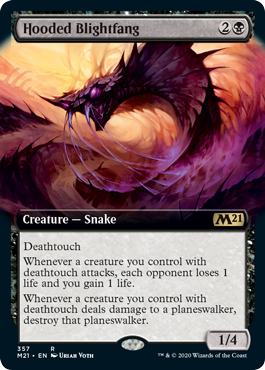 Hooded Blightfang 2
Creature — Snake M21
Deathtouch
Whenever a creature you control with
deathtouch attacks, each opponent loses 1
life and you gain 1 life.
Whenever a creature you control with
deathtouch deals damage to a planeswalker,
destroy that planeswalker.
1/4
357 R
M21 • EN Uriah Voth ™ & © 2020 Wizards of the Coast